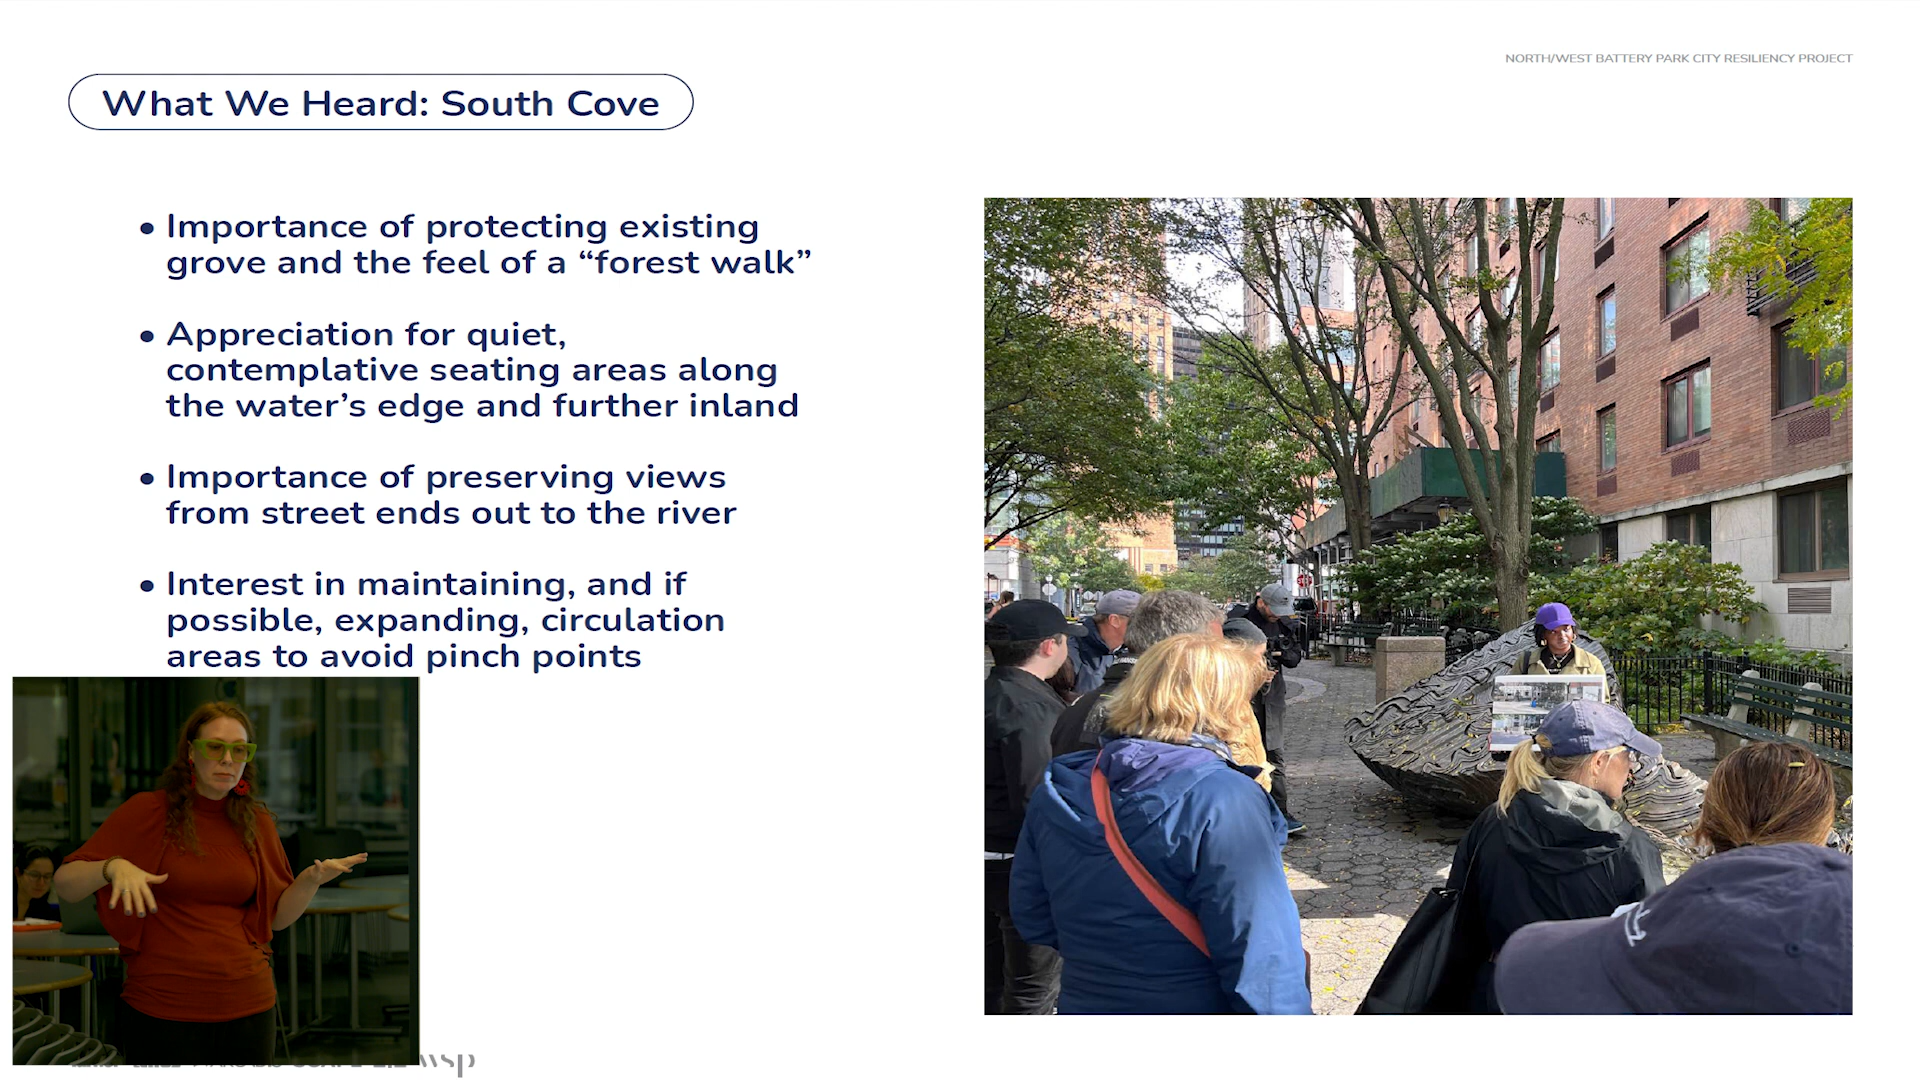 NORTH/WEST BATTERY PARK CITY RESILIENCY PROJECT
What We Heard: South Cove
• Importance of protecting existing
grove and the feel of a “forest walk”
• Appreciation for quiet,
contemplative seating areas along
the water’s edge and further inland
• Importance of preserving views
from street ends out to the river
• Interest in maintaining, and if
possible, expanding, circulation
areas to avoid pinch points
wsp